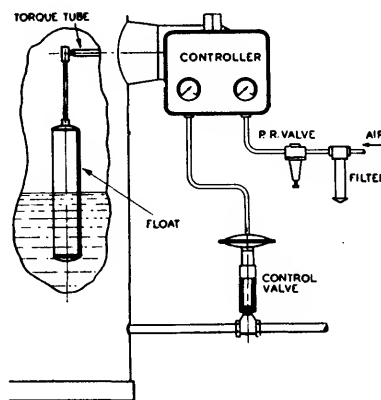 TORQUE TUBE
CONTROLLER
P.R. VALVE
AIR
FILTER
FLOAT
CONTROL
VALVE